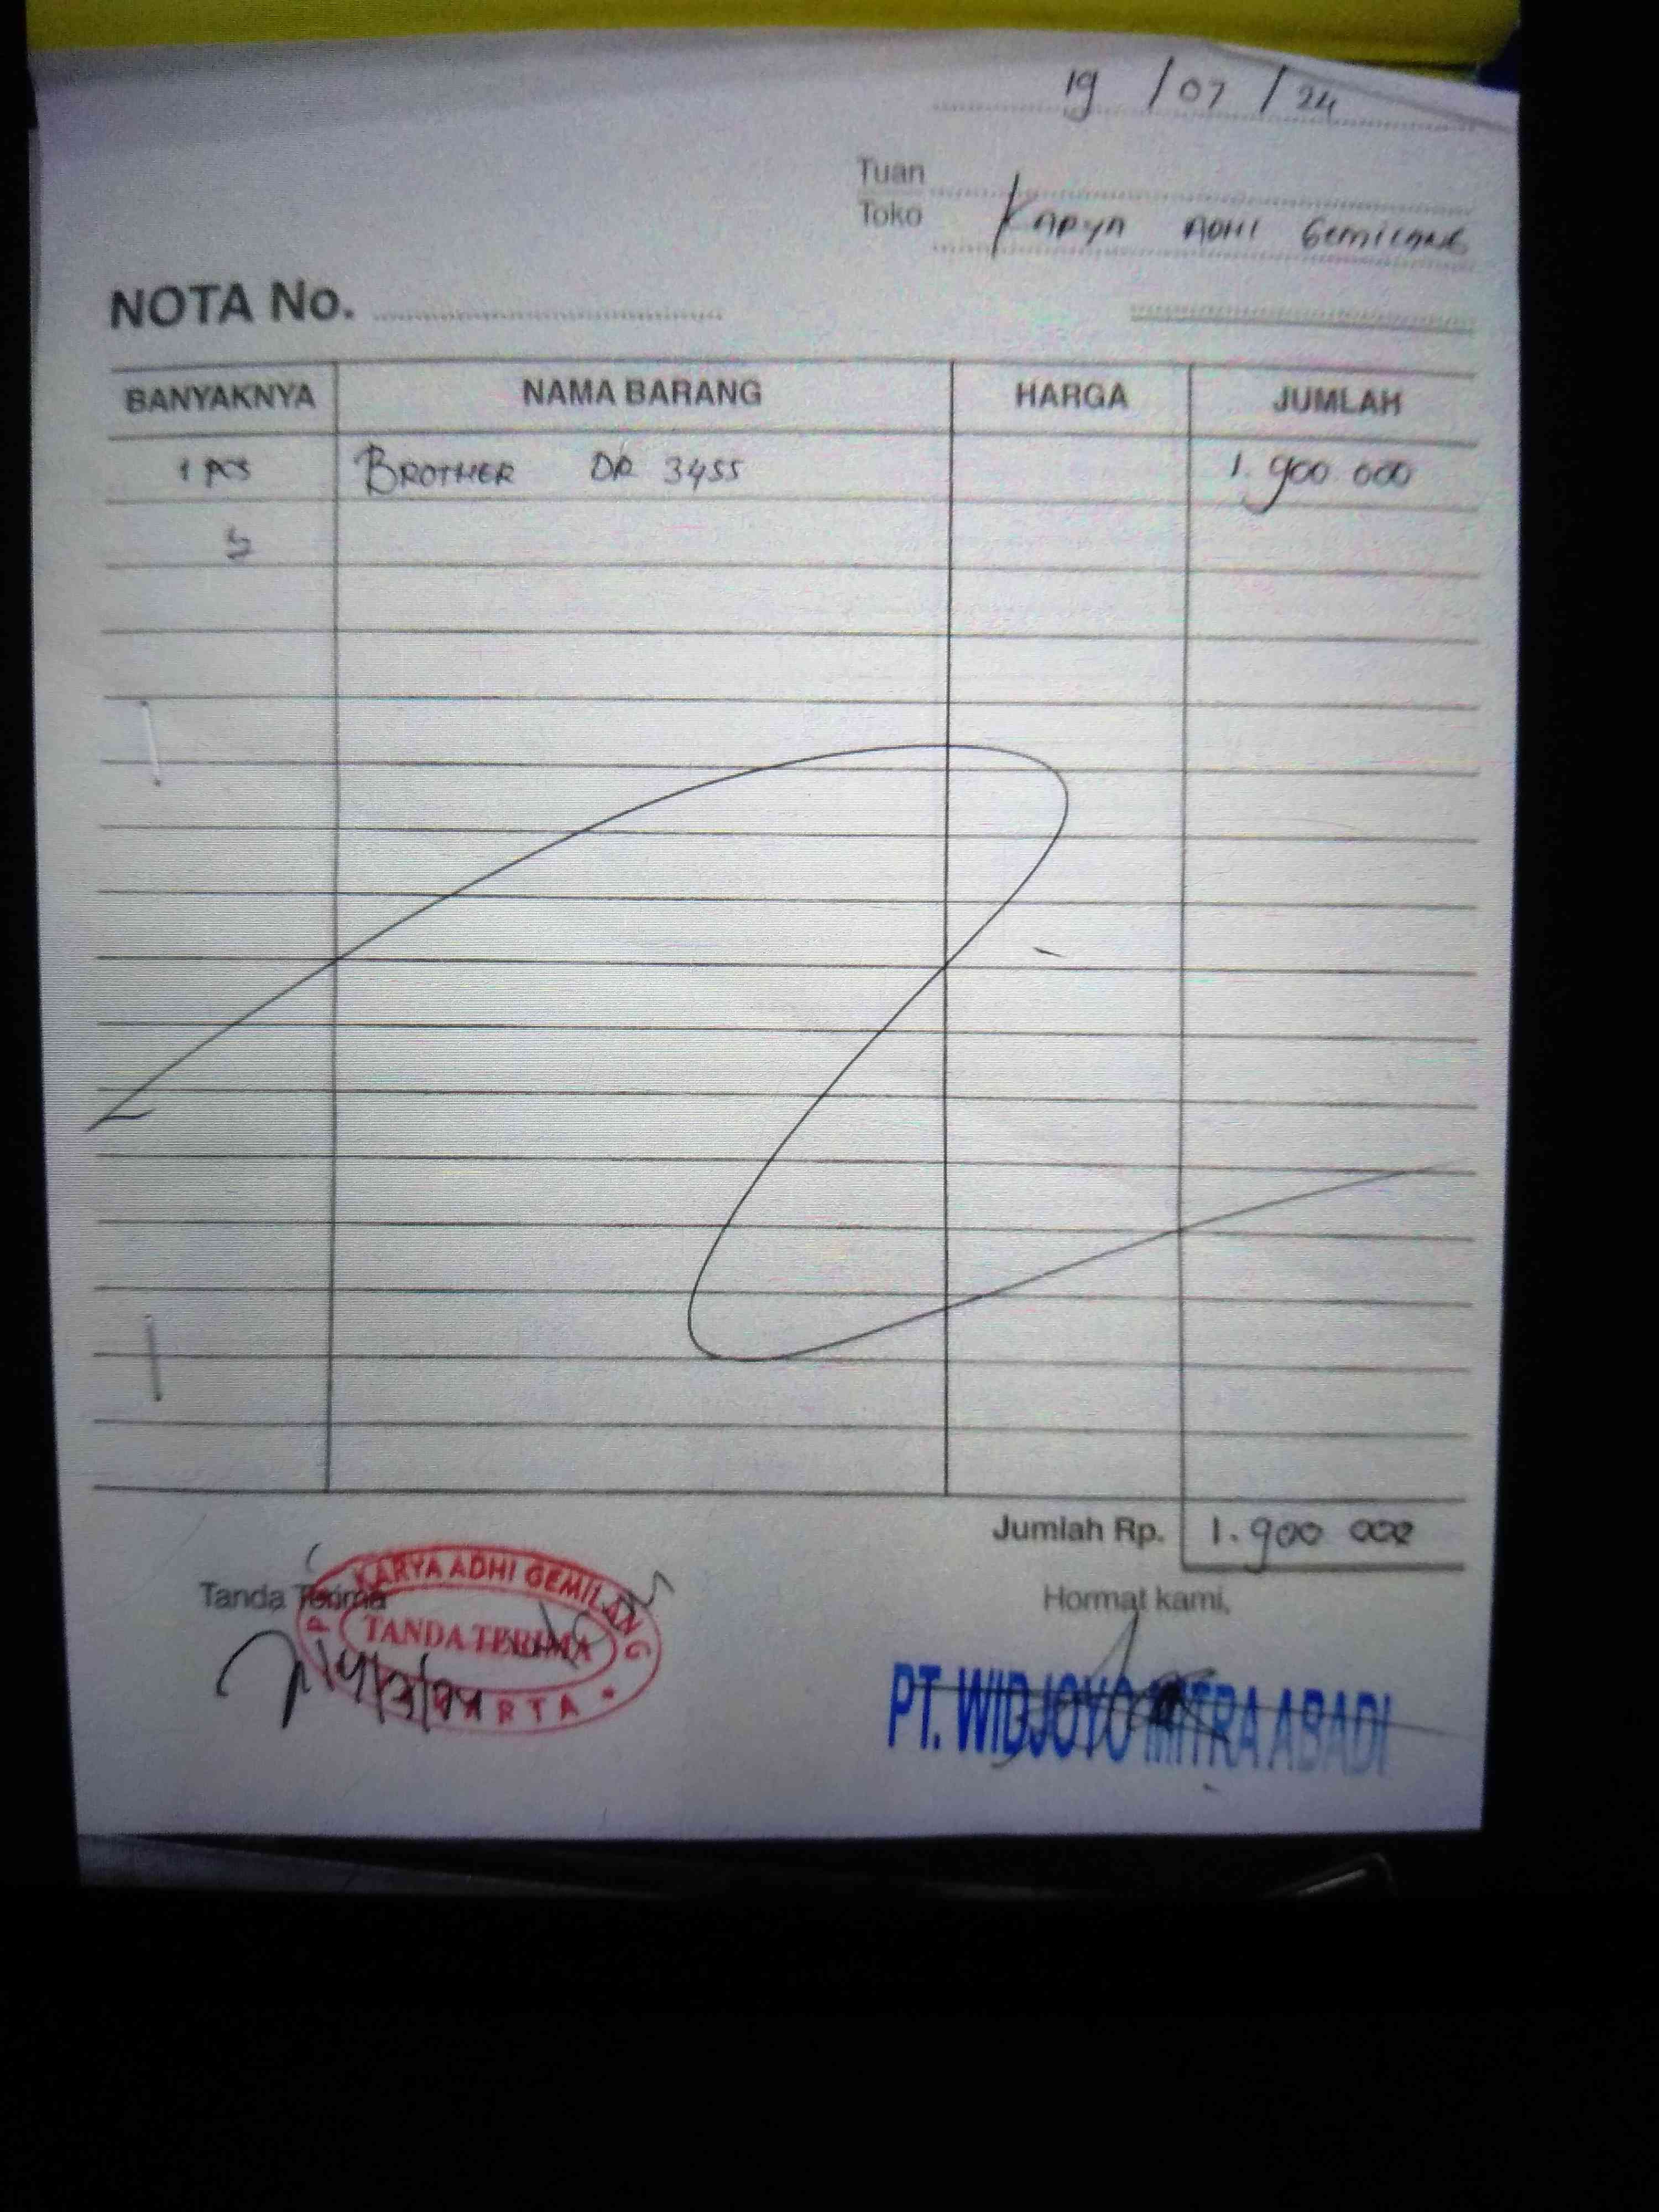 19 / 07 / 24
Tuan
Toko KARYA ADHI GEMILANG
NOTA No.
BANYAKNYA NAMA BARANG HARGA JUMLAH
1 PCS BROTHER DR 3455 1.900.000
Jumlah Rp. 1.900 000
Tanda Terima Hormat kami,
KARYA ADHI GEMILANG
TANDA TERIMA
PT. WIDJOYO MITRA ABADI